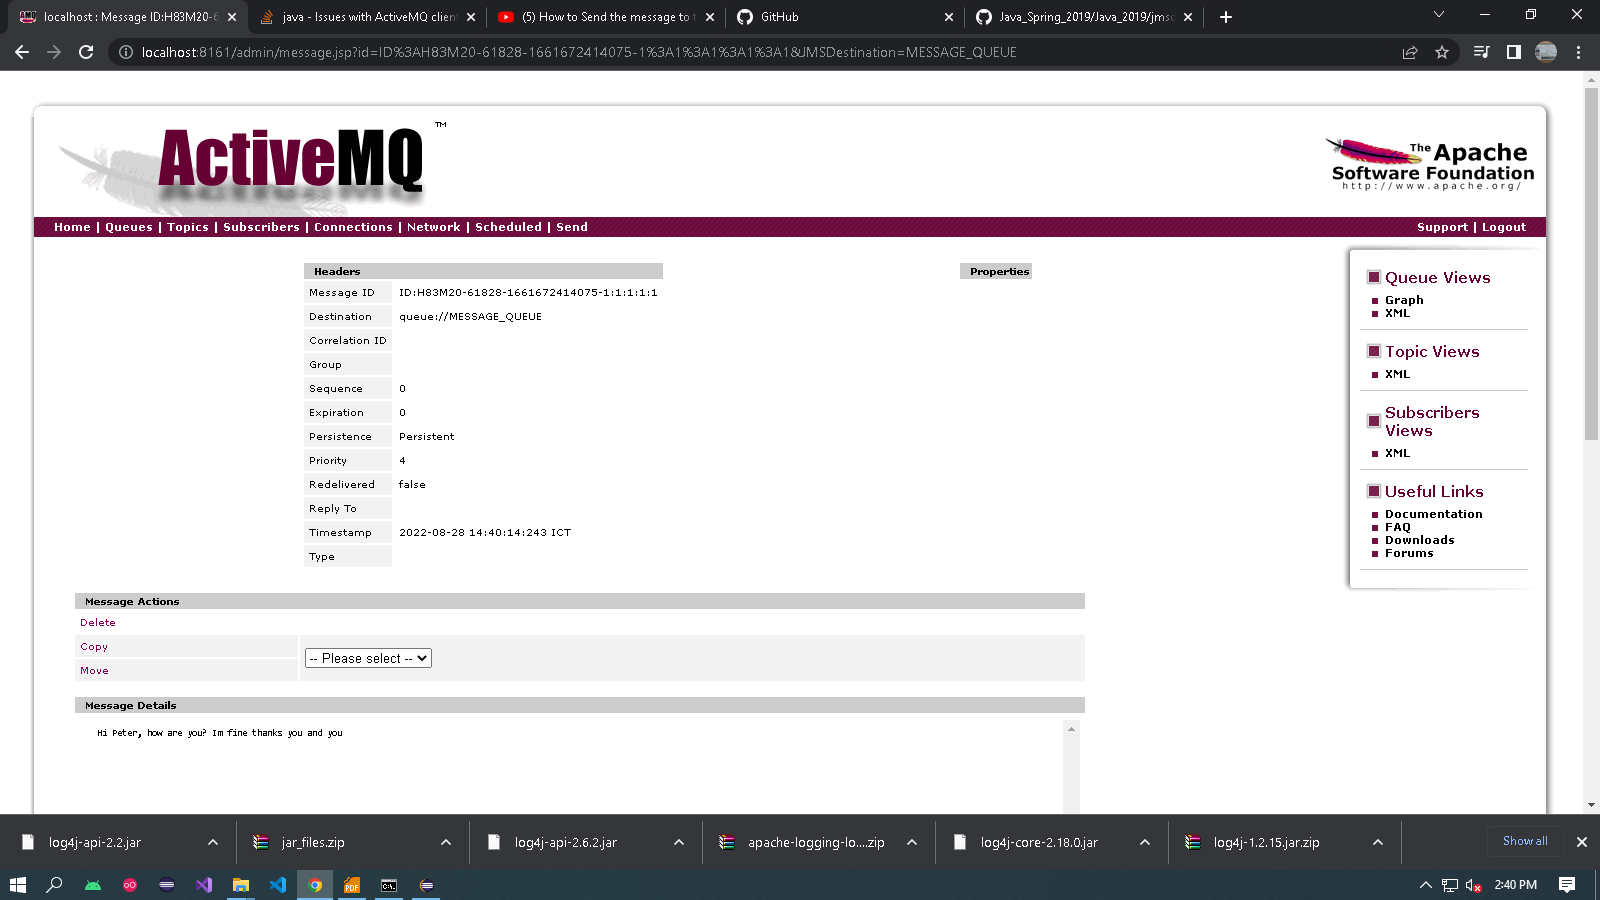 localhost : Message ID:H83M20-6
java - Issues with ActiveMQ client
(5) How to Send the message to t
GitHub
Java_Spring_2019/Java_2019/jmsc
localhost:8161/admin/message.jsp?id=ID%3AH83M20-61828-1661672414075-1%3A1%3A1%3A1%3A1&JMSDestination=MESSAGE_QUEUE
ActiveMQ ™
The Apache
Software Foundation
http://www.apache.org/
Home | Queues | Topics | Subscribers | Connections | Network | Scheduled | Send
Support | Logout
Headers
Message ID ID:H83M20-61828-1661672414075-1:1:1:1:1
Destination queue://MESSAGE_QUEUE
Correlation ID
Group
Sequence 0
Expiration 0
Persistence Persistent
Priority 4
Redelivered false
Reply To
Timestamp 2022-08-28 14:40:14:243 ICT
Type
Properties
Queue Views
Graph
XML
Topic Views
XML
Subscribers
Views
XML
Useful Links
Documentation
FAQ
Downloads
Forums
Message Actions
Delete
Copy
Move
-- Please select --
Message Details
Hi Peter, how are you? Im fine thanks you and you
log4j-api-2.2.jar
jar_files.zip
log4j-api-2.6.2.jar
apache-logging-lo....zip
log4j-core-2.18.0.jar
log4j-1.2.15.jar.zip
Show all
PDF
C:\.
2:40 PM